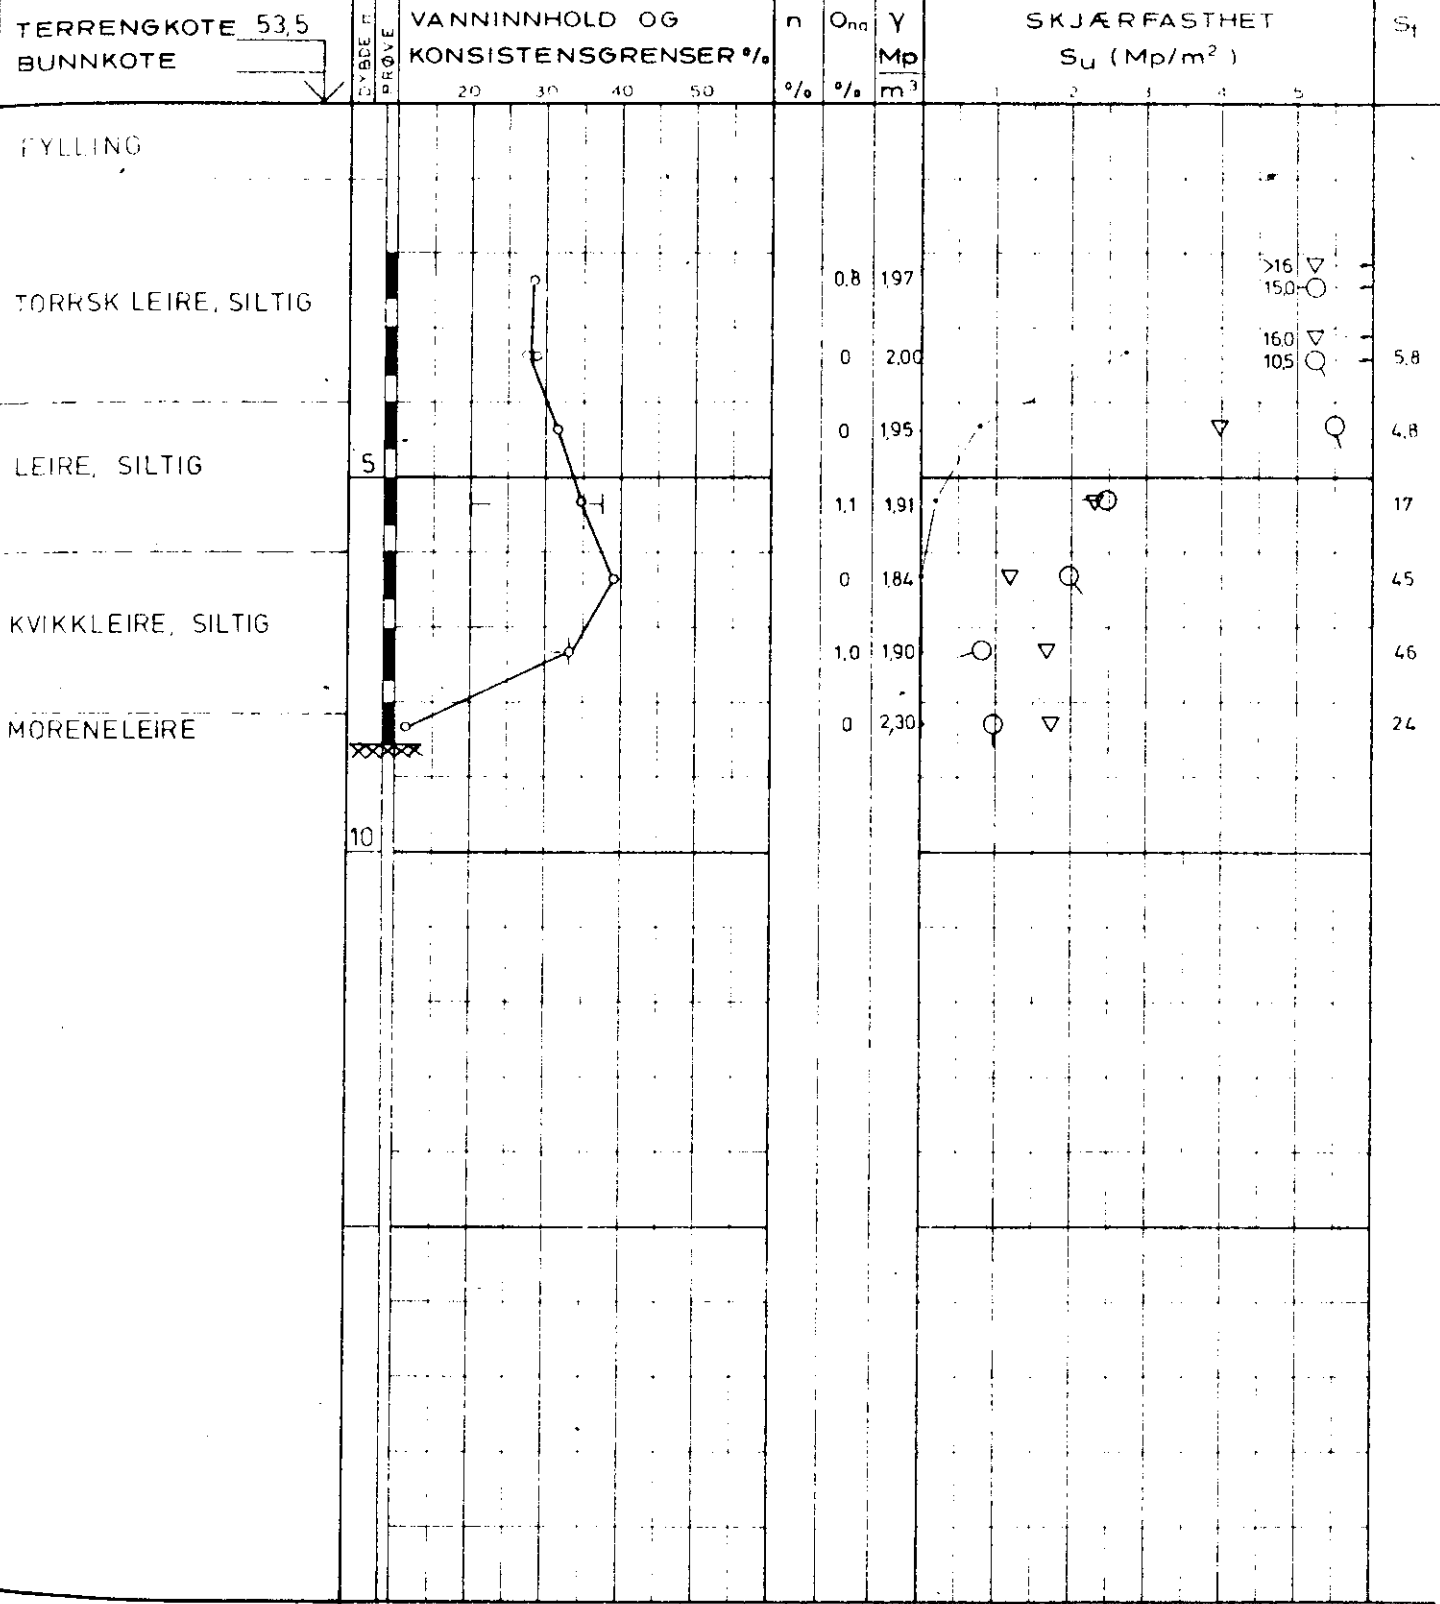 TERRENGKOTE 53,5
BUNNKOTE
DYBDE m
PRØVE
VANNINNHOLD OG
KONSISTENSGRENSER %
20 30 40 50
n
%
Ona
%
γ
Mp
m³
SKJÆRFASTHET
Su (Mp/m²)
1 2 3 4 5
St
FYLLING
>16
0.8 1,97
15,0
TORRSK LEIRE, SILTIG
16,0
0 2,00 10,5 5,8
0 1,95 4,8
LEIRE, SILTIG
5
1,1 1,91 17
0 1,84 45
KVIKKLEIRE, SILTIG
1,0 1,90 46
MORENELEIRE
0 2,30 24
10